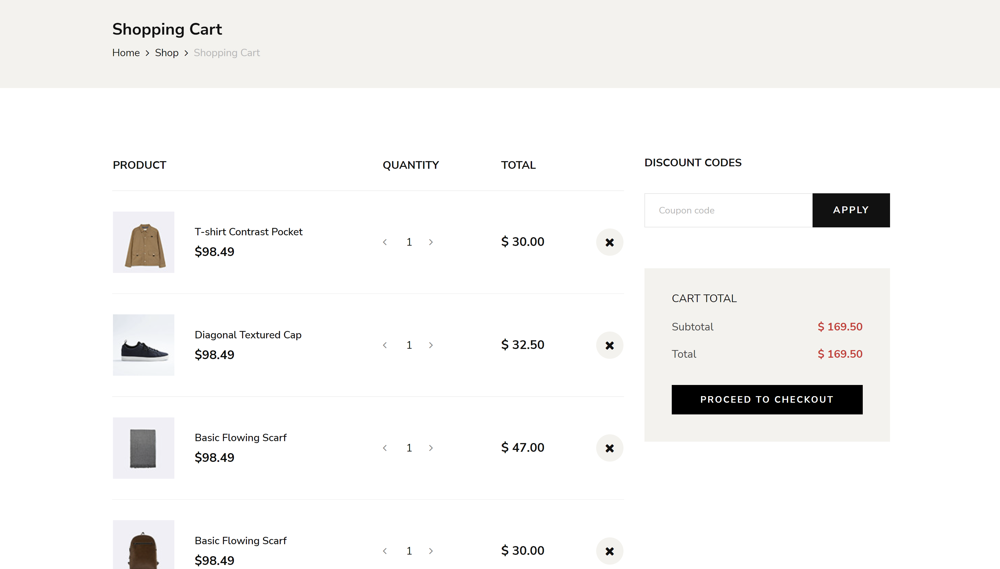 Shopping Cart
Home > Shop > Shopping Cart
PRODUCT QUANTITY TOTAL
T-shirt Contrast Pocket
$98.49
1
$ 30.00
Diagonal Textured Cap
$98.49
1
$ 32.50
Basic Flowing Scarf
$98.49
1
$ 47.00
Basic Flowing Scarf
$98.49
1
$ 30.00
DISCOUNT CODES
Coupon code APPLY
CART TOTAL
Subtotal $ 169.50
Total $ 169.50
PROCEED TO CHECKOUT